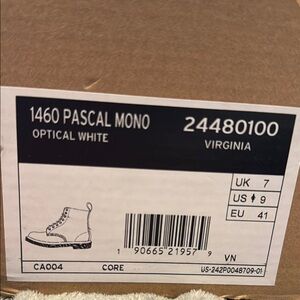 1460 PASCAL MONO 24480100
OPTICAL WHITE VIRGINIA
UK 7
US 9
EU 41
1 90665 21957 9
VN
CA004 CORE US-242P0048709-01